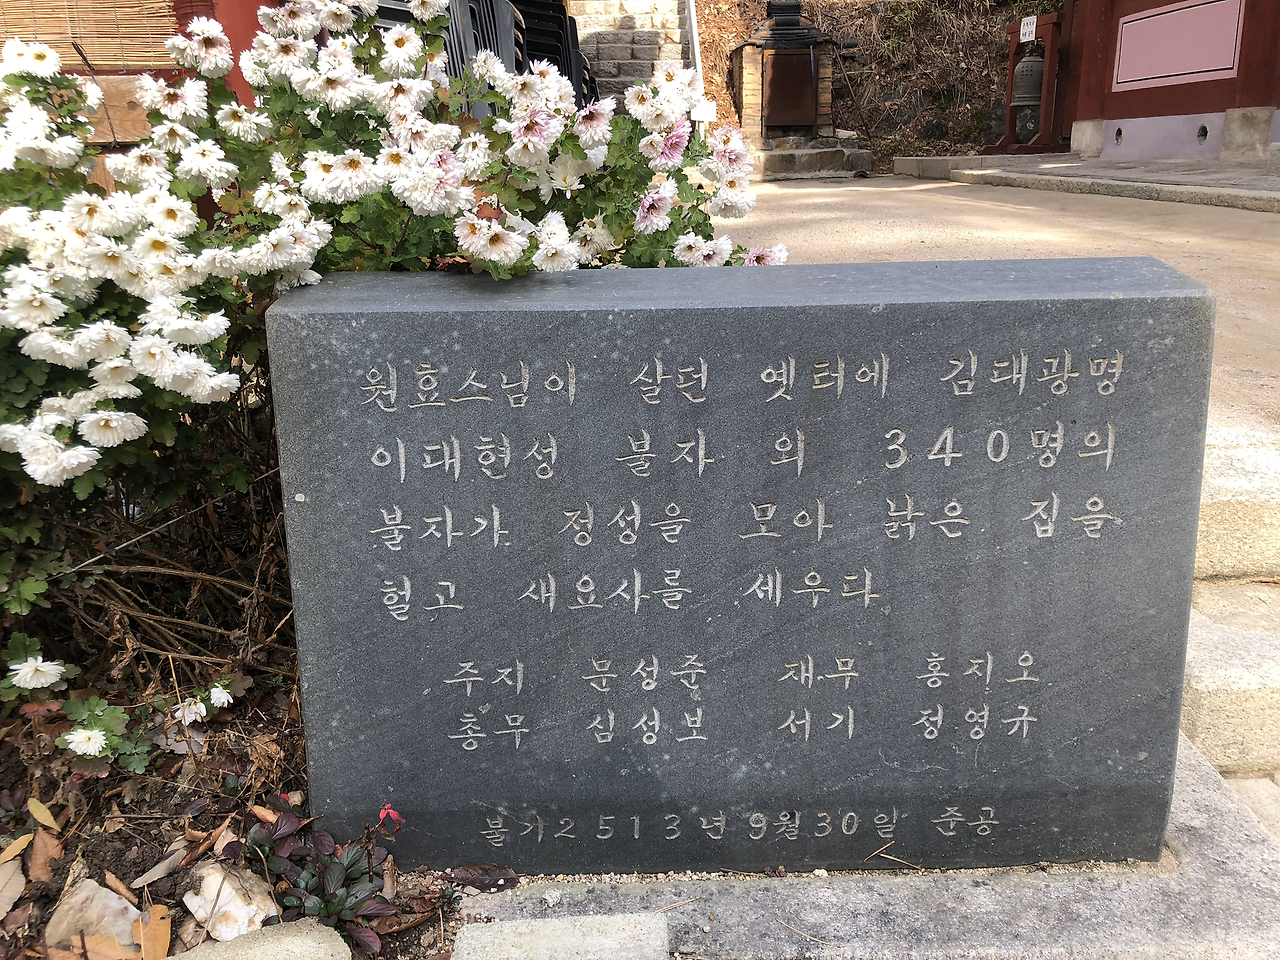 원효스님이 살던 옛터에 김대광명
이대현성 불자 외 340명의
불자가 정성을 모아 낡은 집을
헐고 새요사를 세우다
주지 문성준 재무 홍지오
총무 심성보 서기 정영규
불기2513년 9월30일 준공